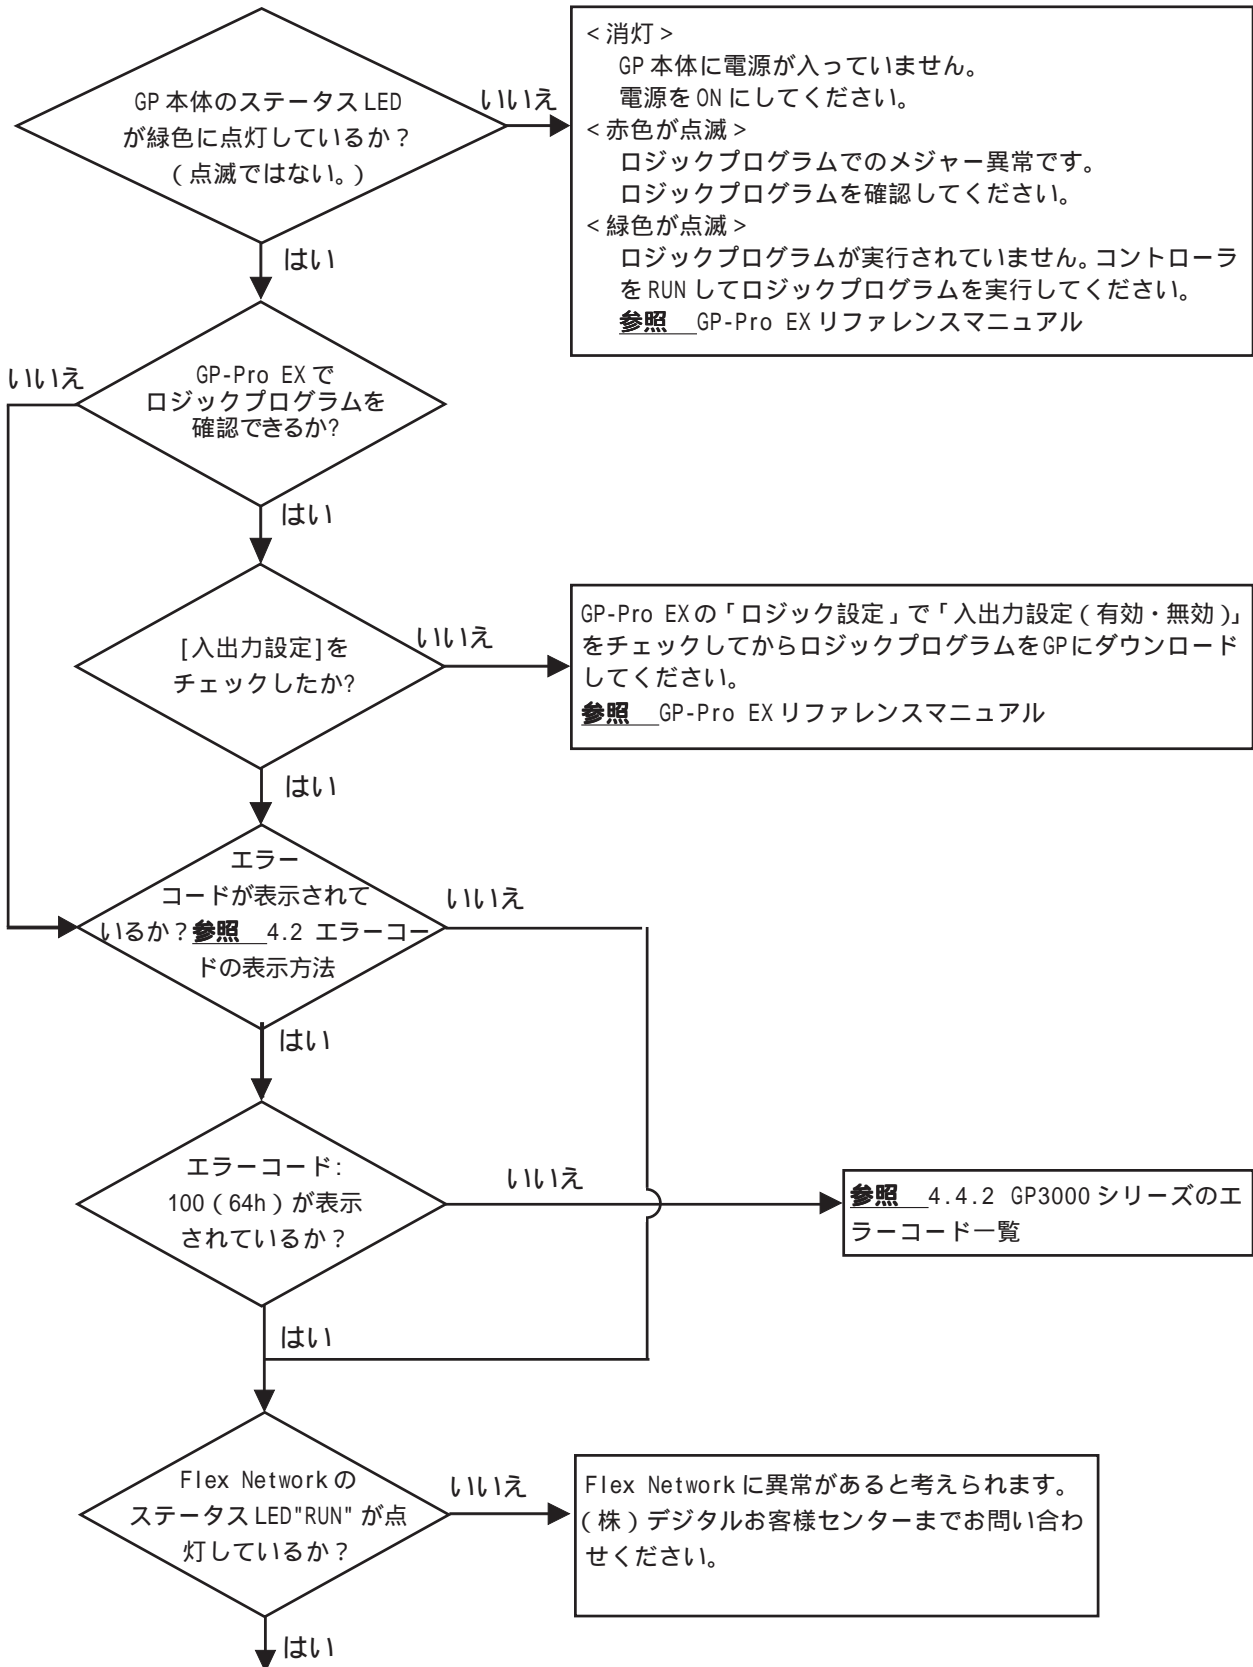 GP本体のステータスLED
が緑色に点灯しているか？
（点滅ではない。）
いいえ
<消灯>
GP本体に電源が入っていません。
電源をONにしてください。
<赤色が点滅>
ロジックプログラムでのメジャー異常です。
ロジックプログラムを確認してください。
<緑色が点滅>
ロジックプログラムが実行されていません。コントローラ
をRUNしてロジックプログラムを実行してください。
参照 GP-Pro EXリファレンスマニュアル
はい
GP-Pro EXで
ロジックプログラムを
確認できるか?
いいえ
はい
[入出力設定]を
チェックしたか?
いいえ
GP-Pro EXの「ロジック設定」で「入出力設定（有効・無効）」
をチェックしてからロジックプログラムをGPにダウンロード
してください。
参照 GP-Pro EXリファレンスマニュアル
はい
エラー
コードが表示されて
いるか？参照 4.2 エラーコー
ドの表示方法
いいえ
はい
エラーコード:
100（64h）が表示
されているか？
いいえ
参照 4.4.2 GP3000シリーズのエ
ラーコード一覧
はい
Flex Networkの
ステータスLED"RUN"が点
灯しているか？
いいえ
Flex Networkに異常があると考えられます。
（株）デジタルお客様センターまでお問い合わ
せください。
はい